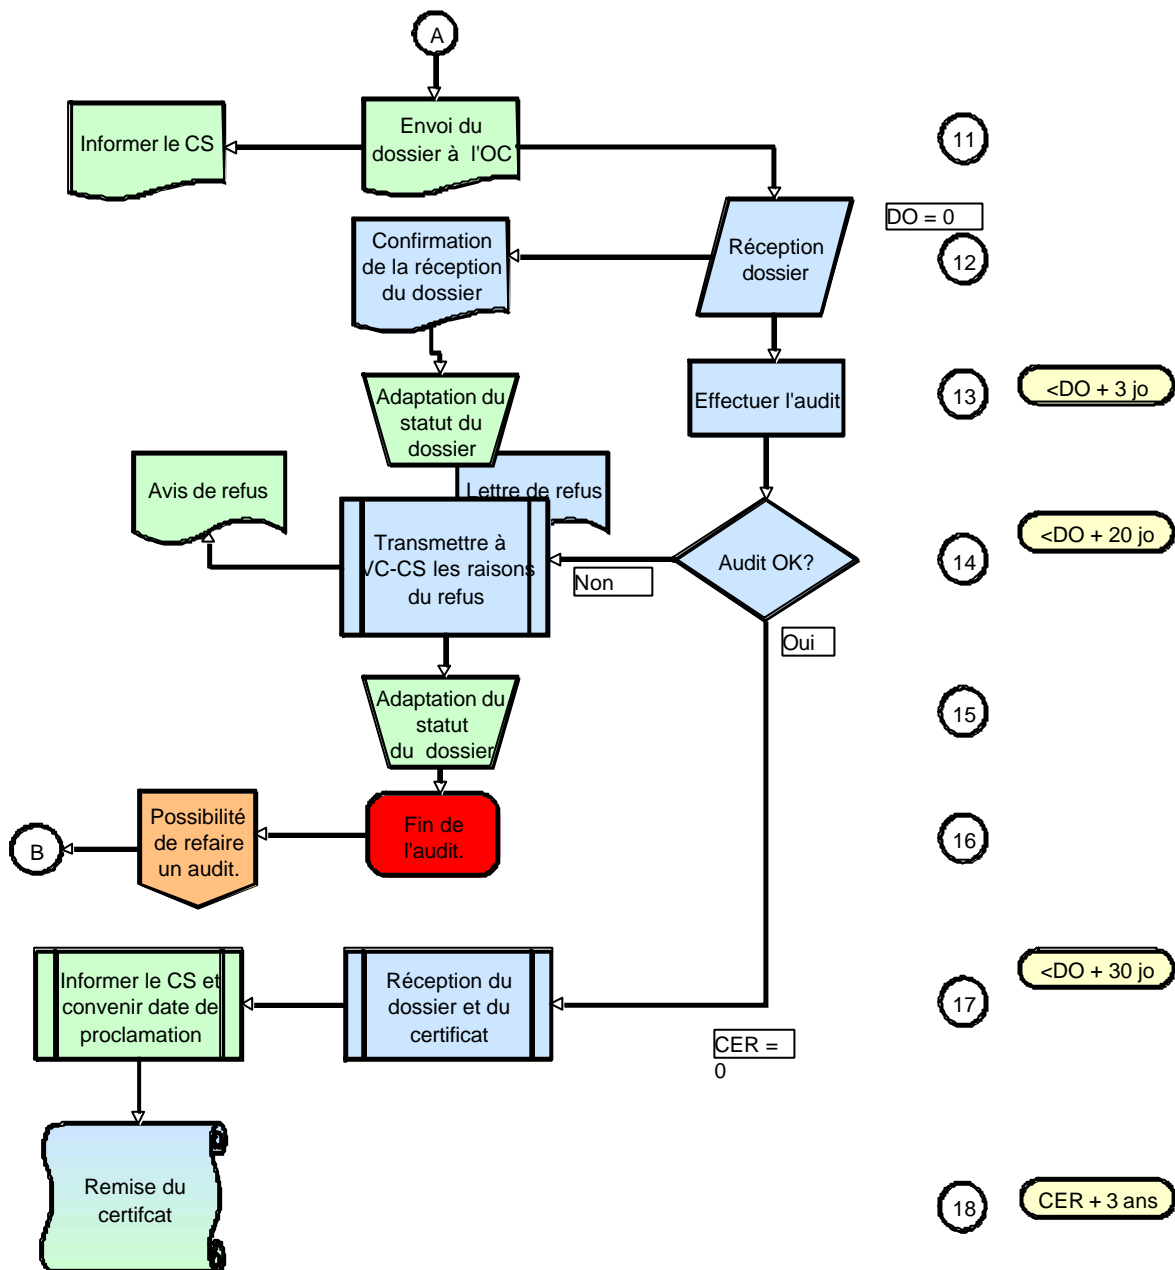 A
Informer le CS
Envoi du
dossier à l'OC
11
DO = 0
Confirmation
de la réception
du dossier
Réception
dossier
12
Adaptation du
statut du
dossier
Effectuer l'audit
13
<DO + 3 jo
Avis de refus
Lettre de refus
<DO + 20 jo
Transmettre à
VC-CS les raisons
du refus
Non
Audit OK?
14
Oui
Adaptation du
statut
du dossier
15
B
Possibilité
de refaire
un audit.
Fin de
l'audit.
16
Informer le CS et
convenir date de
proclamation
Réception du
dossier et du
certificat
17
<DO + 30 jo
CER =
0
Remise du
certifcat
18
CER + 3 ans